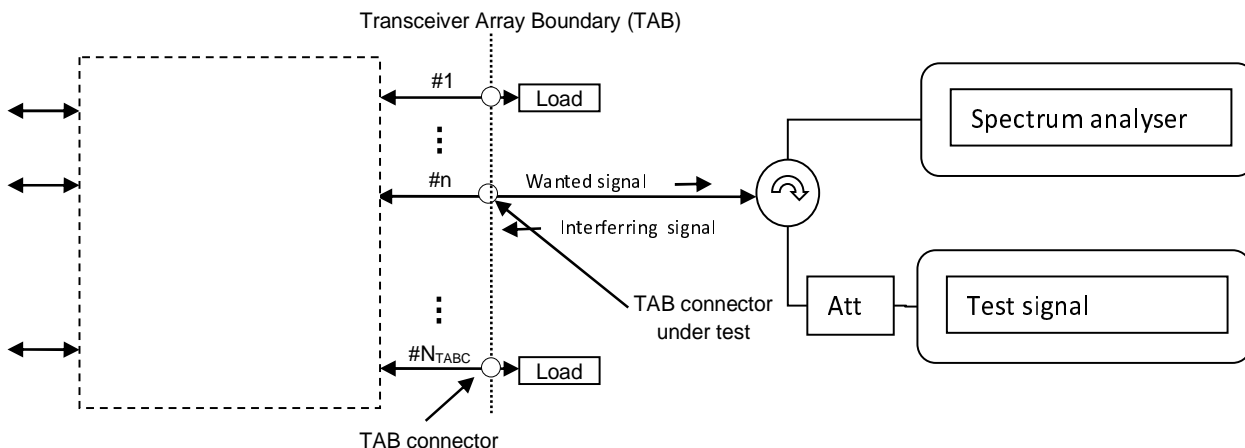 Transceiver Array Boundary (TAB)
#1
Load
Spectrum analyser
#n
Wanted signal
Interferring signal
TAB connector
under test
Att
Test signal
#NTABC
Load
TAB connector